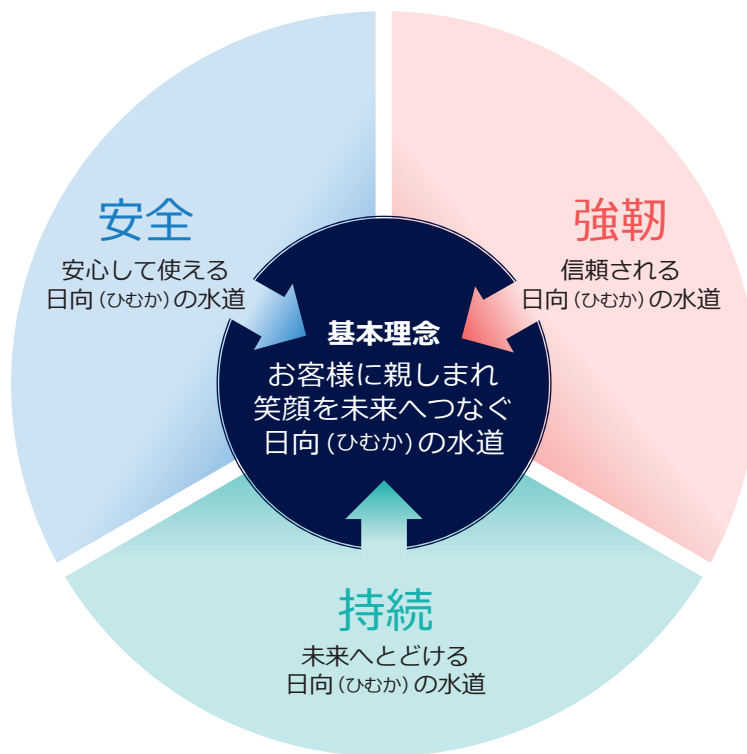 安全
安心して使える
日向(ひむか)の水道
強靭
信頼される
日向(ひむか)の水道
基本理念
お客様に親しまれ
笑顔を未来へつなぐ
日向(ひむか)の水道
持続
未来へとどける
日向(ひむか)の水道